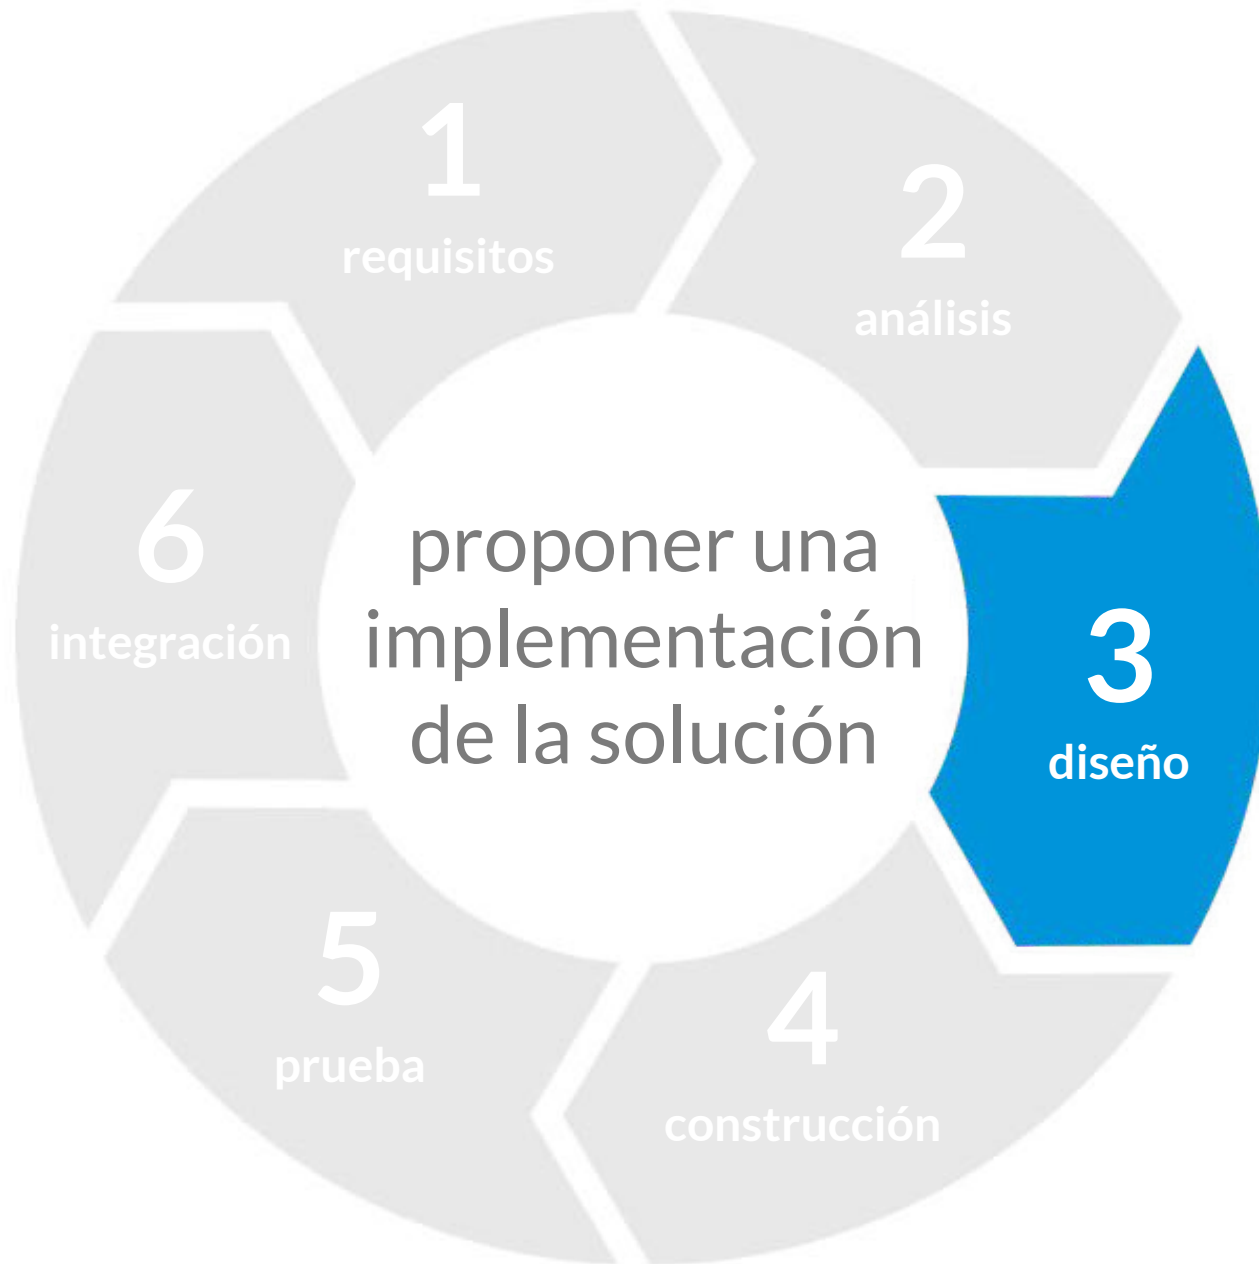 1
requisitos
2
análisis
3
diseño
4
construcción
5
prueba
6
integración
proponer una
implementación
de la solución